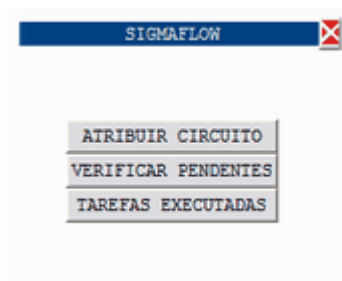 SIGMAFLOW
ATRIBUIR CIRCUITO
VERIFICAR PENDENTES
TAREFAS EXECUTADAS